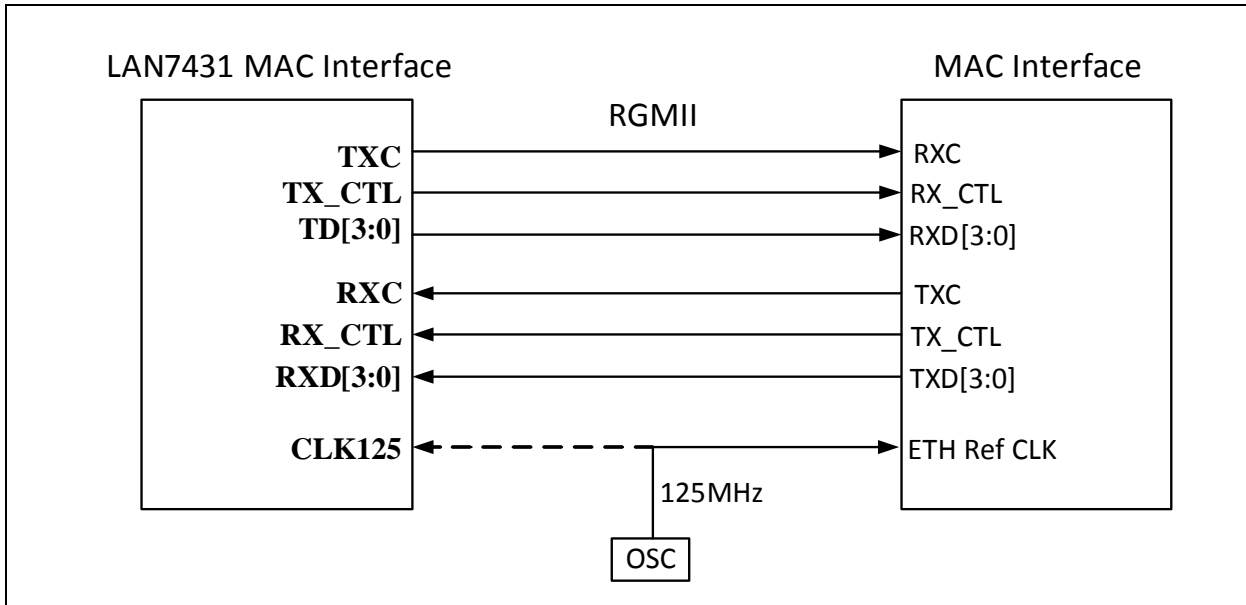 LAN7431 MAC Interface
MAC Interface
RGMII
TXC
RXC
TX_CTL
RX_CTL
TD[3:0]
RXD[3:0]
RXC
TXC
RX_CTL
TX_CTL
RXD[3:0]
TXD[3:0]
CLK125
ETH Ref CLK
125MHz
OSC